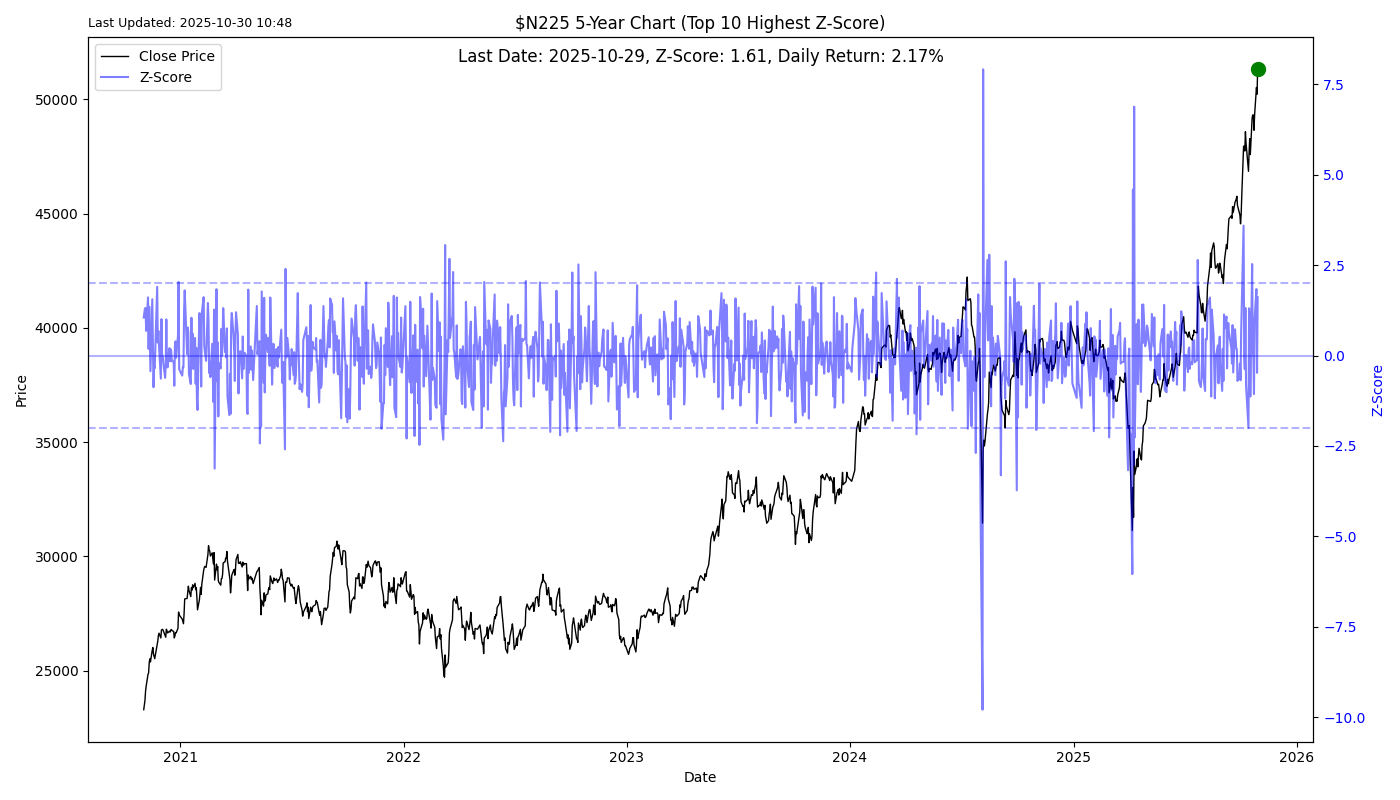 Last Updated: 2025-10-30 10:48
$N225 5-Year Chart (Top 10 Highest Z-Score)
Last Date: 2025-10-29, Z-Score: 1.61, Daily Return: 2.17%
Close Price
Z-Score
50000
45000
40000
35000
30000
25000
Price
7.5
5.0
2.5
0.0
−2.5
−5.0
−7.5
−10.0
Z-Score
2021
2022
2023
2024
2025
2026
Date